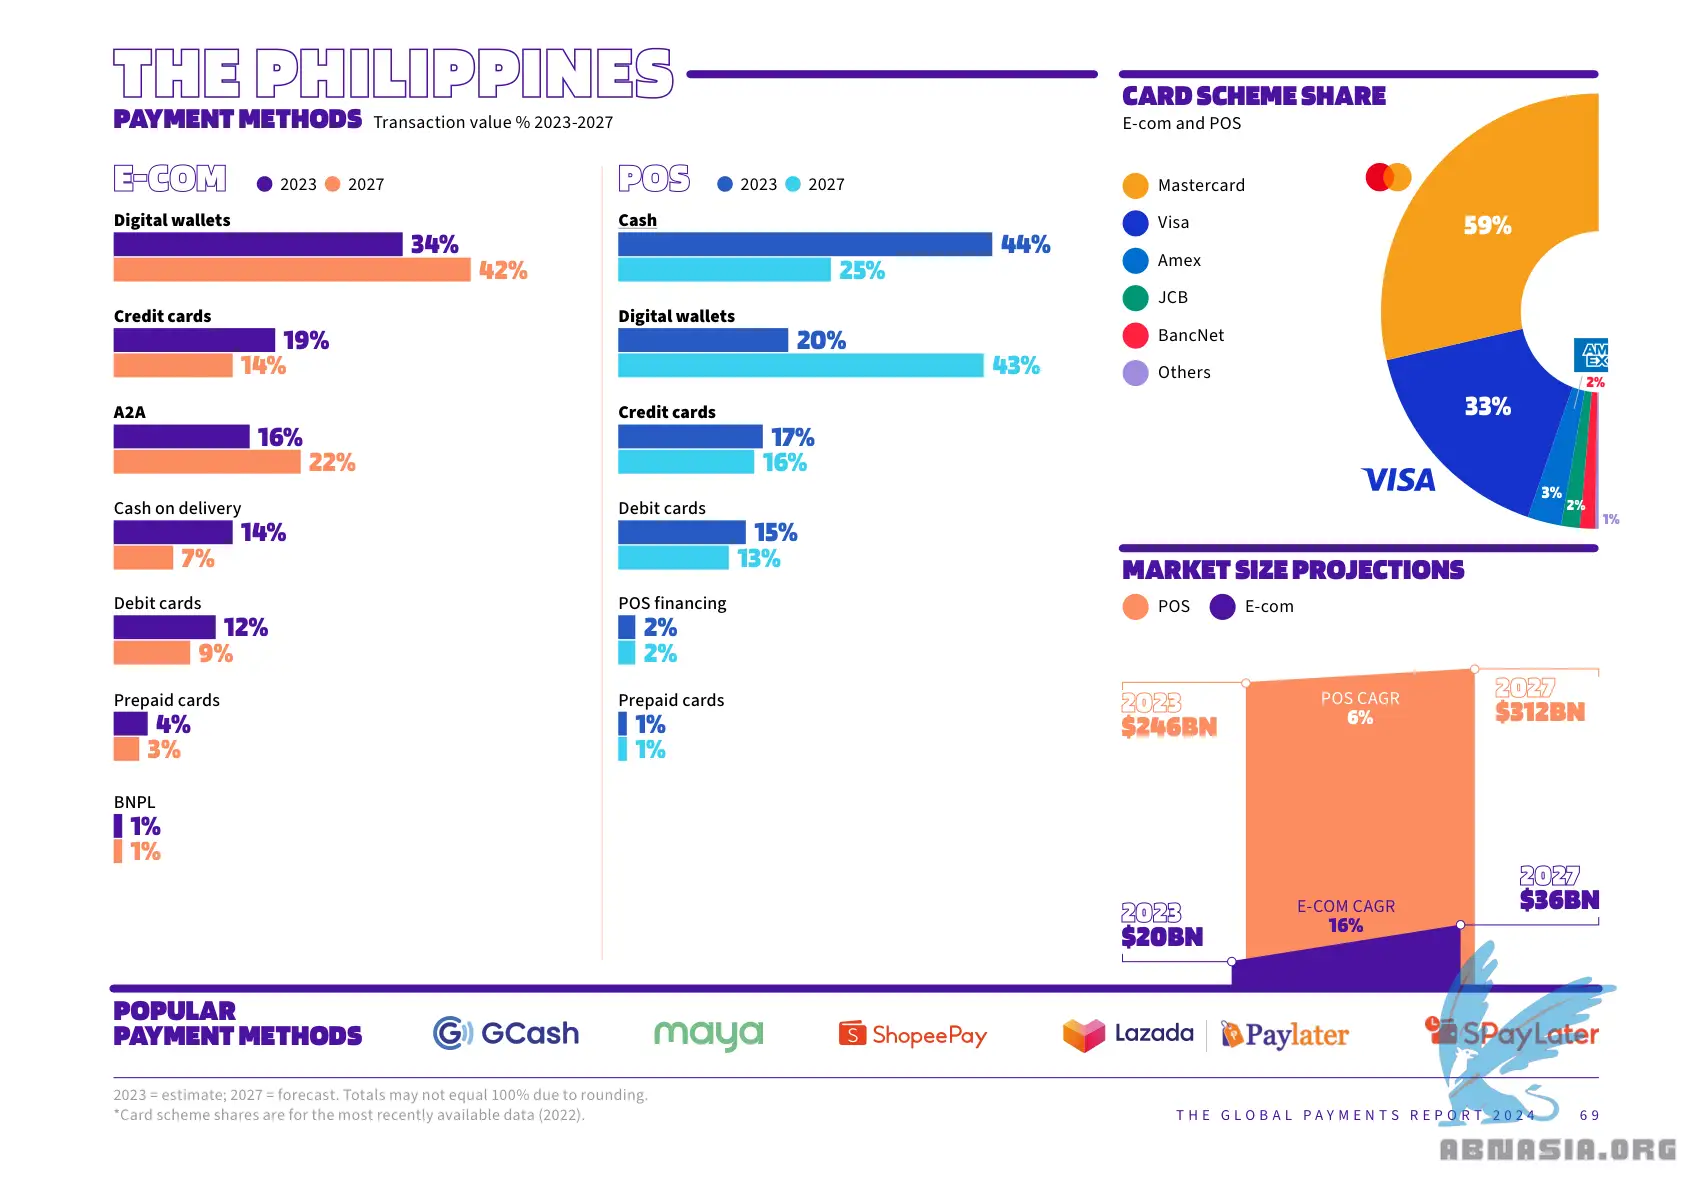 THE PHILIPPINES
PAYMENT METHODS Transaction value % 2023-2027
E-COM 2023 2027
Digital wallets
34%
42%
Credit cards
19%
14%
A2A
16%
22%
Cash on delivery
14%
7%
Debit cards
12%
9%
Prepaid cards
4%
3%
BNPL
1%
1%
POS 2023 2027
Cash
44%
25%
Digital wallets
20%
43%
Credit cards
17%
16%
Debit cards
15%
13%
POS financing
2%
2%
Prepaid cards
1%
1%
CARD SCHEME SHARE
E-com and POS
Mastercard
Visa
Amex
JCB
BancNet
Others
59%
33%
VISA
AM
EX
2%
3%
2%
1%
MARKET SIZE PROJECTIONS
POS E-com
2023
$246BN
POS CAGR
6%
2027
$312BN
2023
$20BN
E-COM CAGR
16%
2027
$36BN
POPULAR
PAYMENT METHODS
GCash
maya
ShopeePay
Lazada Paylater
SPayLater
2023 = estimate; 2027 = forecast. Totals may not equal 100% due to rounding.
*Card scheme shares are for the most recently available data (2022).
THE GLOBAL PAYMENTS REPORT 2024 69
ABNASIA.ORG